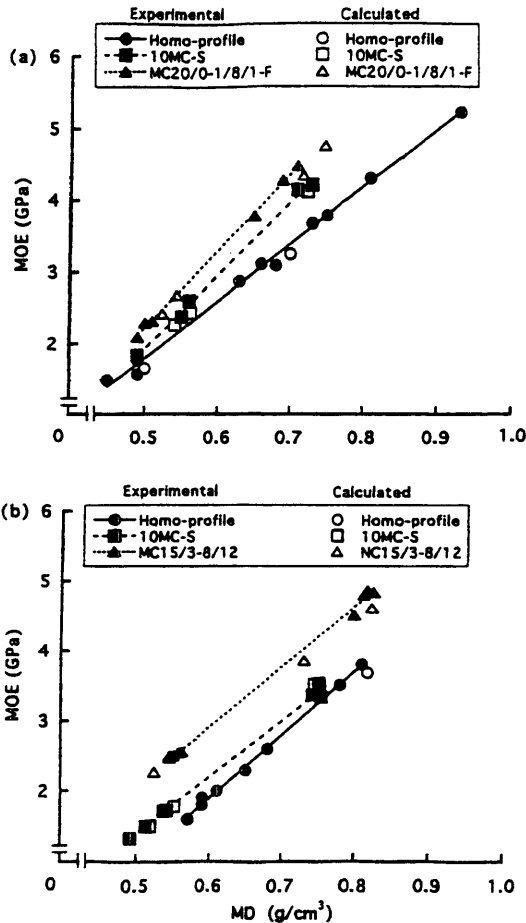 Experimental Calculated
(a)
Homo-profile Homo-profile
10MC-S 10MC-S
MC20/0-1/8/1-F MC20/0-1/8/1-F
6
5
4
3
2
MOE (GPa)
0 0.5 0.6 0.7 0.8 0.9 1.0
Experimental Calculated
(b)
Homo-profile Homo-profile
10MC-S 10MC-S
MC15/3-8/12 NC15/3-8/12
6
5
4
3
2
MOE (GPa)
0 0.5 0.6 0.7 0.8 0.9 1.0
MD (g/cm³)